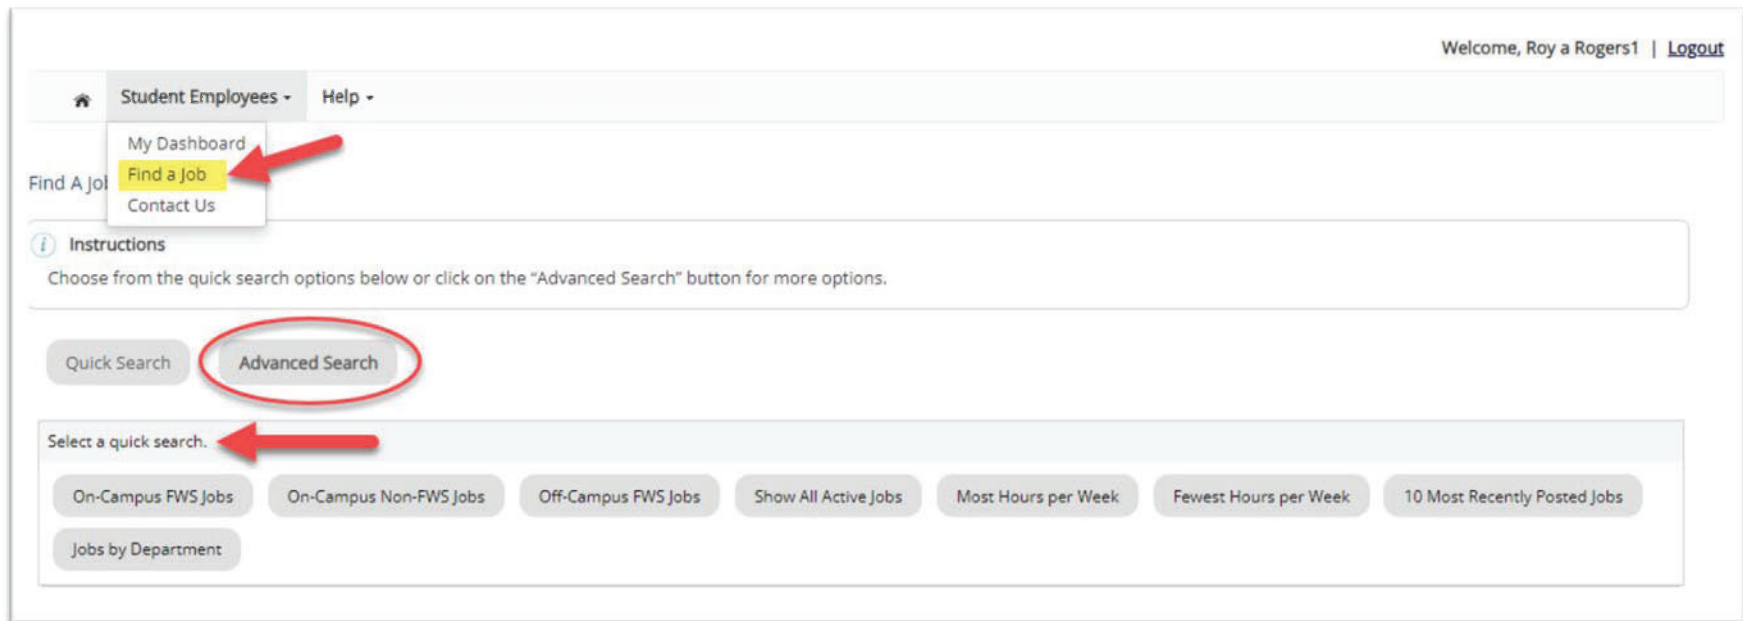 Welcome, Roy a Rogers1 | Logout
Student Employees Help
My Dashboard
Find a Job
Contact Us
Find A Job
Instructions
Choose from the quick search options below or click on the “Advanced Search” button for more options.
Quick Search Advanced Search
Select a quick search.
On-Campus FWS Jobs On-Campus Non-FWS Jobs Off-Campus FWS Jobs Show All Active Jobs Most Hours per Week Fewest Hours per Week 10 Most Recently Posted Jobs
Jobs by Department